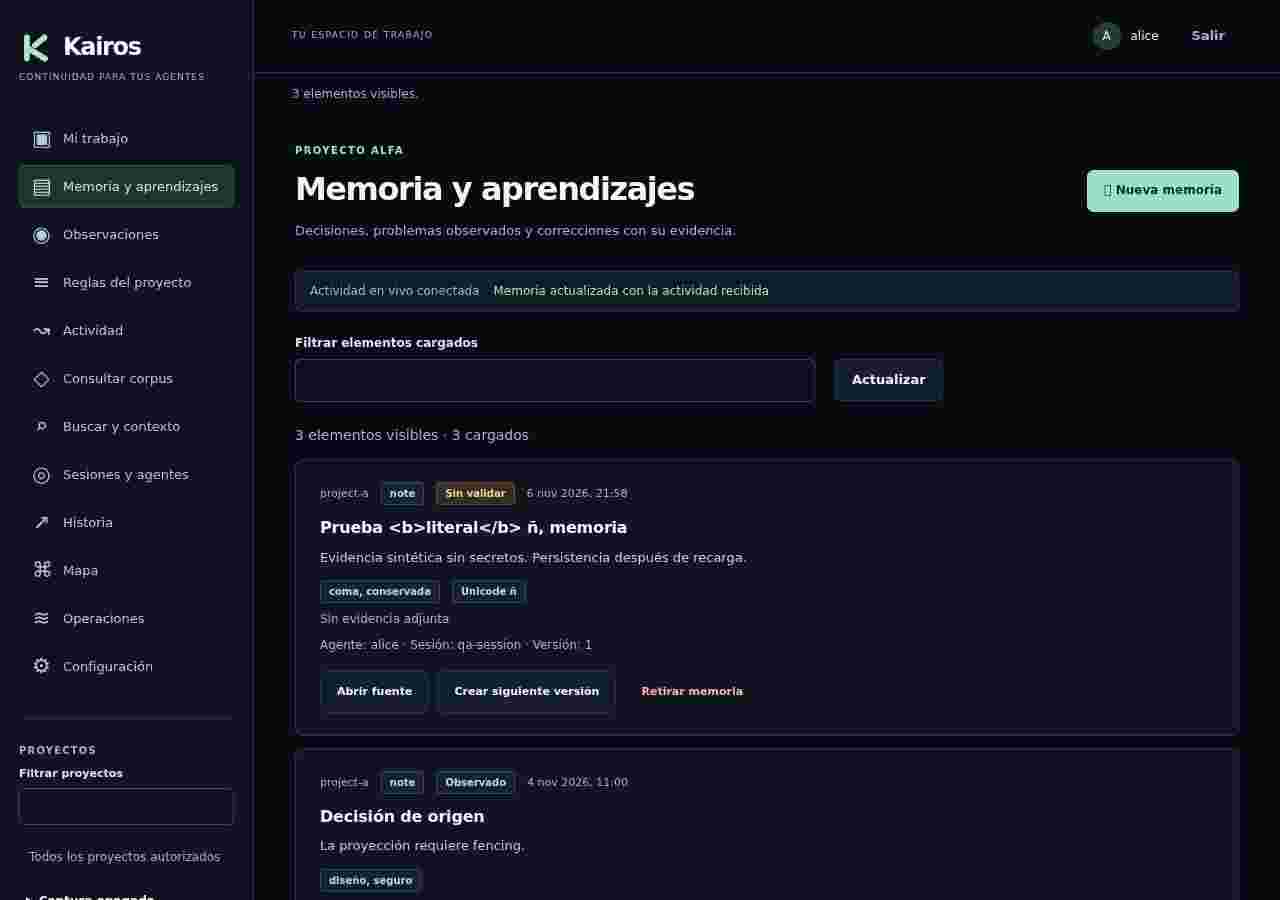 Kairos
CONTINUIDAD PARA TUS AGENTES
Mi trabajo
Memoria y aprendizajes
Observaciones
Reglas del proyecto
Actividad
Consultar corpus
Buscar y contexto
Sesiones y agentes
Historia
Mapa
Operaciones
Configuración
PROYECTOS
Filtrar proyectos
Todos los proyectos autorizados
TU ESPACIO DE TRABAJO
A alice Salir
3 elementos visibles.
PROYECTO ALFA
Memoria y aprendizajes
Nueva memoria
Decisiones, problemas observados y correcciones con su evidencia.
Actividad en vivo conectada Memoria actualizada con la actividad recibida
Filtrar elementos cargados
Actualizar
3 elementos visibles · 3 cargados
project-a note Sin validar 6 nov 2026, 21:58
Prueba <b>literal</b> ñ, memoria
Evidencia sintética sin secretos. Persistencia después de recarga.
coma, conservada Unicode ñ
Sin evidencia adjunta
Agente: alice · Sesión: qa-session · Versión: 1
Abrir fuente Crear siguiente versión Retirar memoria
project-a note Observado 4 nov 2026, 11:00
Decisión de origen
La proyección requiere fencing.
diseño, seguro